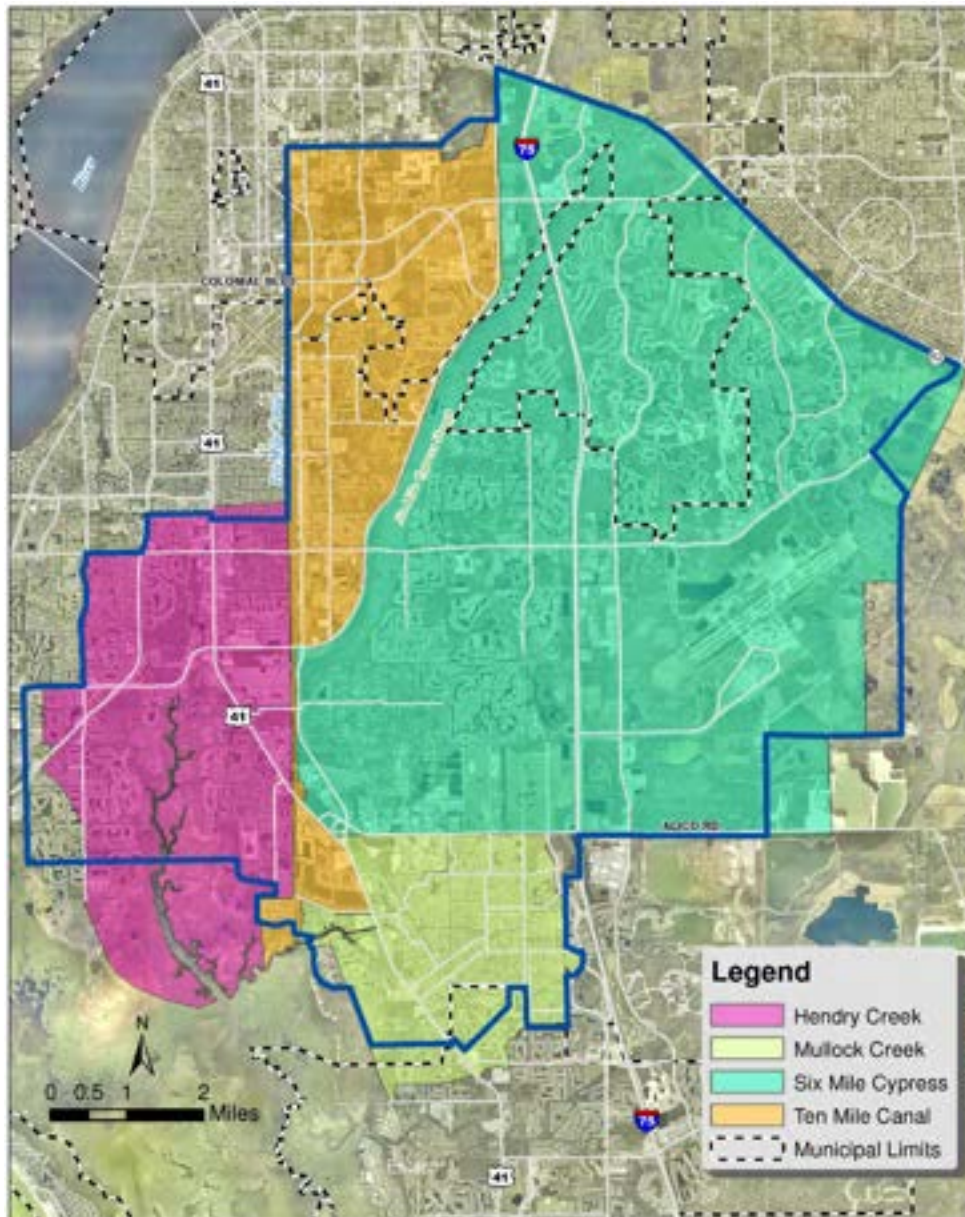 41
75
River
COLONIAL BLVD
41
41
ALICO RD
Legend
Hendry Creek
Mullock Creek
Six Mile Cypress
Ten Mile Canal
Municipal Limits
N
0 0.5 1 2
Miles
75
41